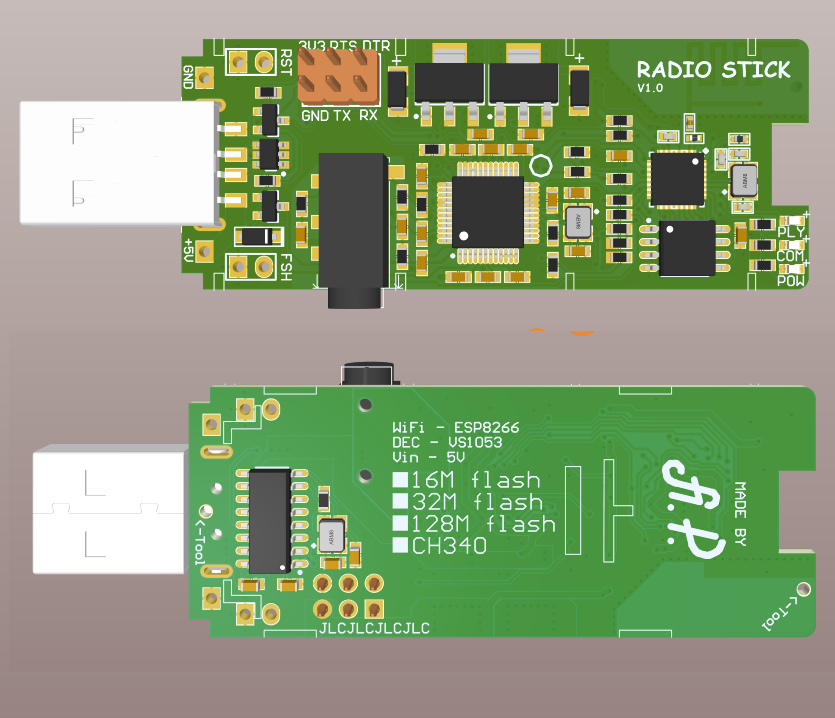 3V3 RTS DTR
RST
GND
+
+
RADIO STICK
V1.0
GND TX RX
+5V
FSH
+
PLY
+
COM
+
POW
WiFi - ESP8266
DEC - VS1053
Vin - 5V
16M flash
32M flash
128M flash
CH340
<-Tool
JLCJLCJLCJLC
MADE BY
<-Tool